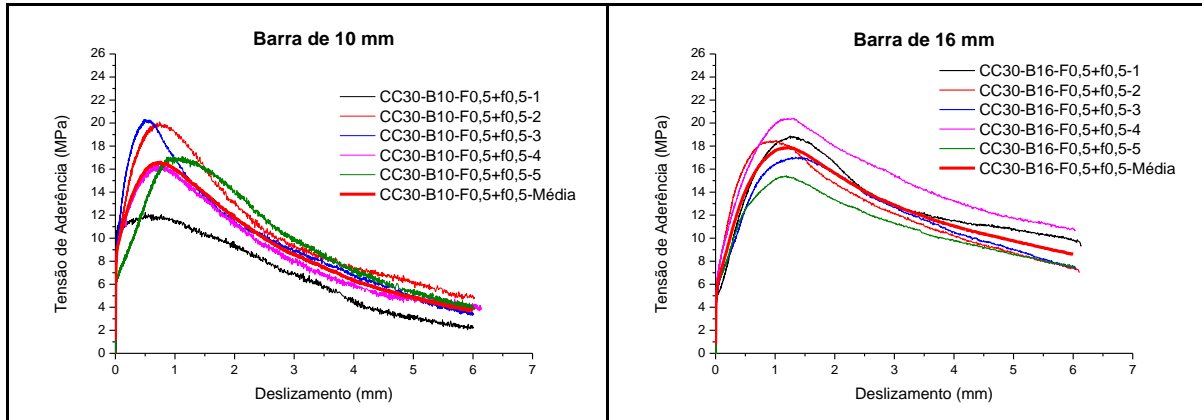 Barra de 10 mm
26
24
22
20
18
16
14
12
10
8
6
4
2
0
Tensão de Aderência (MPa)
CC30-B10-F0,5+f0,5-1
CC30-B10-F0,5+f0,5-2
CC30-B10-F0,5+f0,5-3
CC30-B10-F0,5+f0,5-4
CC30-B10-F0,5+f0,5-5
CC30-B10-F0,5+f0,5-Média
0 1 2 3 4 5 6 7
Deslizamento (mm)
Barra de 16 mm
26
24
22
20
18
16
14
12
10
8
6
4
2
0
Tensão de Aderência (MPa)
CC30-B16-F0,5+f0,5-1
CC30-B16-F0,5+f0,5-2
CC30-B16-F0,5+f0,5-3
CC30-B16-F0,5+f0,5-4
CC30-B16-F0,5+f0,5-5
CC30-B16-F0,5+f0,5-Média
0 1 2 3 4 5 6 7
Deslizamento (mm)